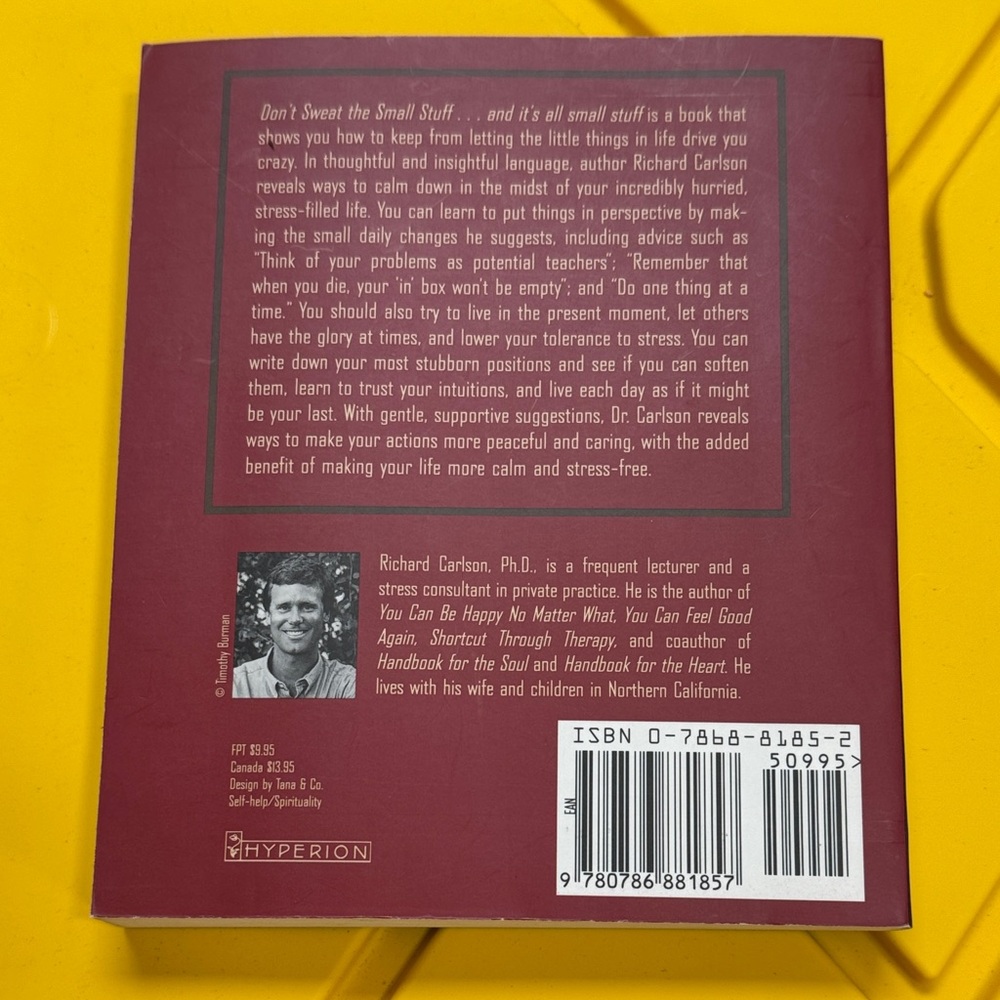 Don't Sweat the Small Stuff . . . and it's all small stuff is a book that
shows you how to keep from letting the little things in life drive you
crazy. In thoughtful and insightful language, author Richard Carlson
reveals ways to calm down in the midst of your incredibly hurried,
stress-filled life. You can learn to put things in perspective by mak-
ing the small daily changes he suggests, including advice such as
"Think of your problems as potential teachers"; "Remember that
when you die, your 'in' box won't be empty"; and "Do one thing at a
time." You should also try to live in the present moment, let others
have the glory at times, and lower your tolerance to stress. You can
write down your most stubborn positions and see if you can soften
them, learn to trust your intuitions, and live each day as if it might
be your last. With gentle, supportive suggestions, Dr. Carlson reveals
ways to make your actions more peaceful and caring, with the added
benefit of making your life more calm and stress-free.
© Timothy Burman
Richard Carlson, Ph.D., is a frequent lecturer and a
stress consultant in private practice. He is the author of
You Can Be Happy No Matter What, You Can Feel Good
Again, Shortcut Through Therapy, and coauthor of
Handbook for the Soul and Handbook for the Heart. He
lives with his wife and children in Northern California.
FPT $9.95
Canada $13.95
Design by Tana & Co.
Self-help/Spirituality
HYPERION
ISBN 0-7868-8185-2
50995>
EAN
9 780786 881857